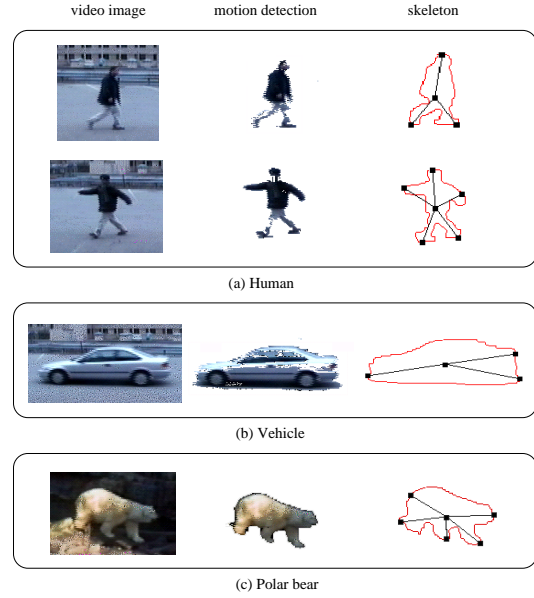 video image motion detection skeleton
(a) Human
(b) Vehicle
(c) Polar bear